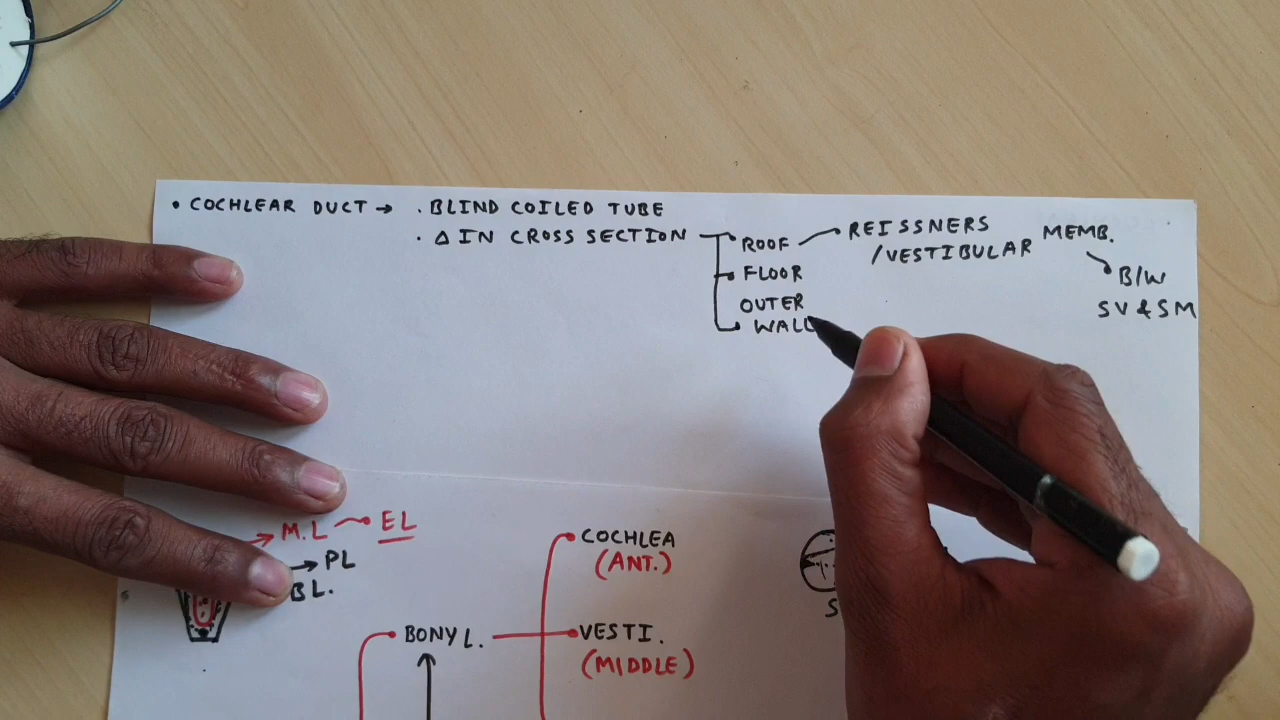 • COCHLEAR DUCT → . BLIND COILED TUBE
. Δ IN CROSS SECTION
ROOF
REISSNERS
/VESTIBULAR MEMB.
B/W
SV & SM
FLOOR
OUTER
WALL
M.L
EL
PL
BL.
BONY L.
COCHLEA
(ANT.)
VESTI.
(MIDDLE)
S